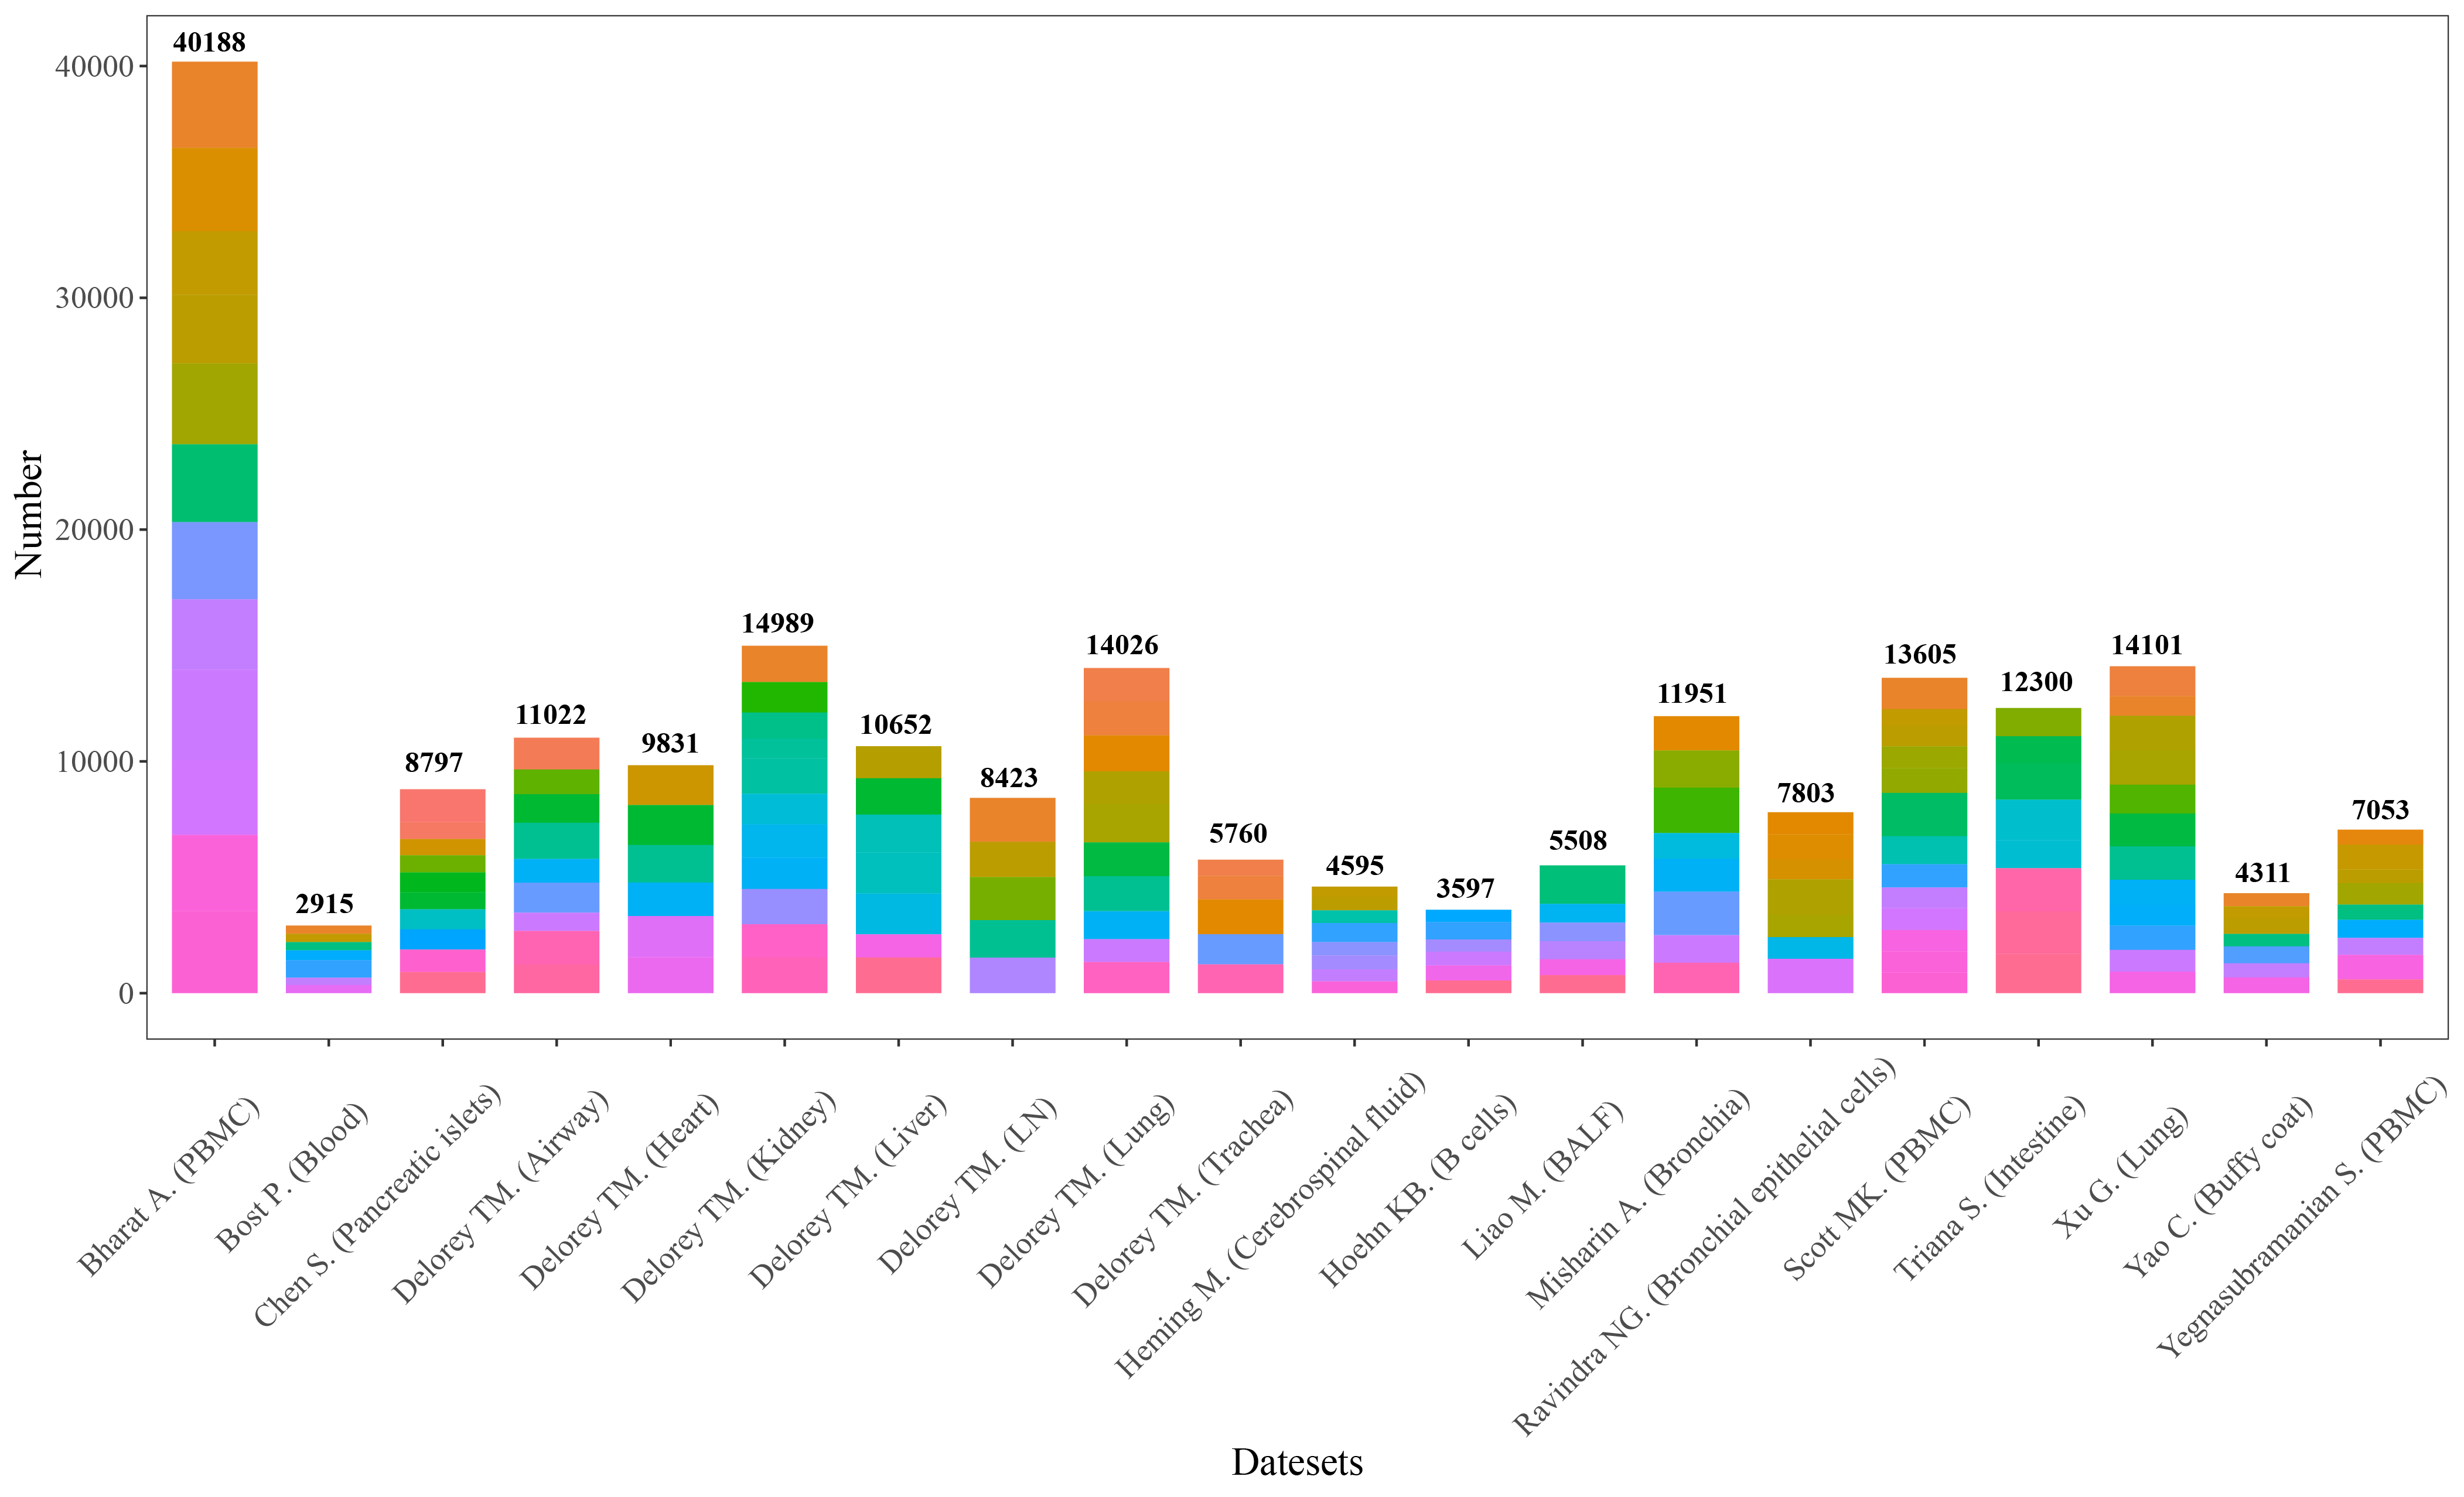 Number
40000
30000
20000
10000
0
40188
2915
8797
11022
9831
14989
10652
8423
14026
5760
4595
3597
5508
11951
7803
13605
12300
14101
4311
7053
Bharat A. (PBMC)
Bost P. (Blood)
Chen S. (Pancreatic islets)
Delorey TM. (Airway)
Delorey TM. (Heart)
Delorey TM. (Kidney)
Delorey TM. (Liver)
Delorey TM. (LN)
Delorey TM. (Lung)
Delorey TM. (Trachea)
Heming M. (Cerebrospinal fluid)
Hoehn KB. (B cells)
Liao M. (BALF)
Misharin A. (Bronchia)
Ravindra NG. (Bronchial epithelial cells)
Scott MK. (PBMC)
Triana S. (Intestine)
Xu G. (Lung)
Yao C. (Buffy coat)
Yegnasubramanian S. (PBMC)
Datesets